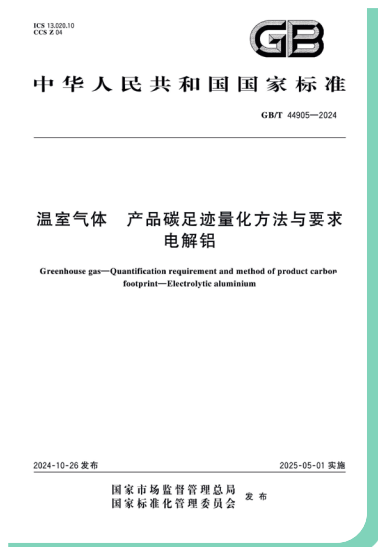 ICS 13.020.10
CCS Z 04
GB
中华人民共和国国家标准
GB/T 44905—2024
温室气体 产品碳足迹量化方法与要求
电解铝
Greenhouse gas—Quantification requirement and method of product carbon
footprint—Electrolytic aluminium
2024-10-26 发布
2025-05-01 实施
国家市场监督管理总局
国家标准化管理委员会
发布